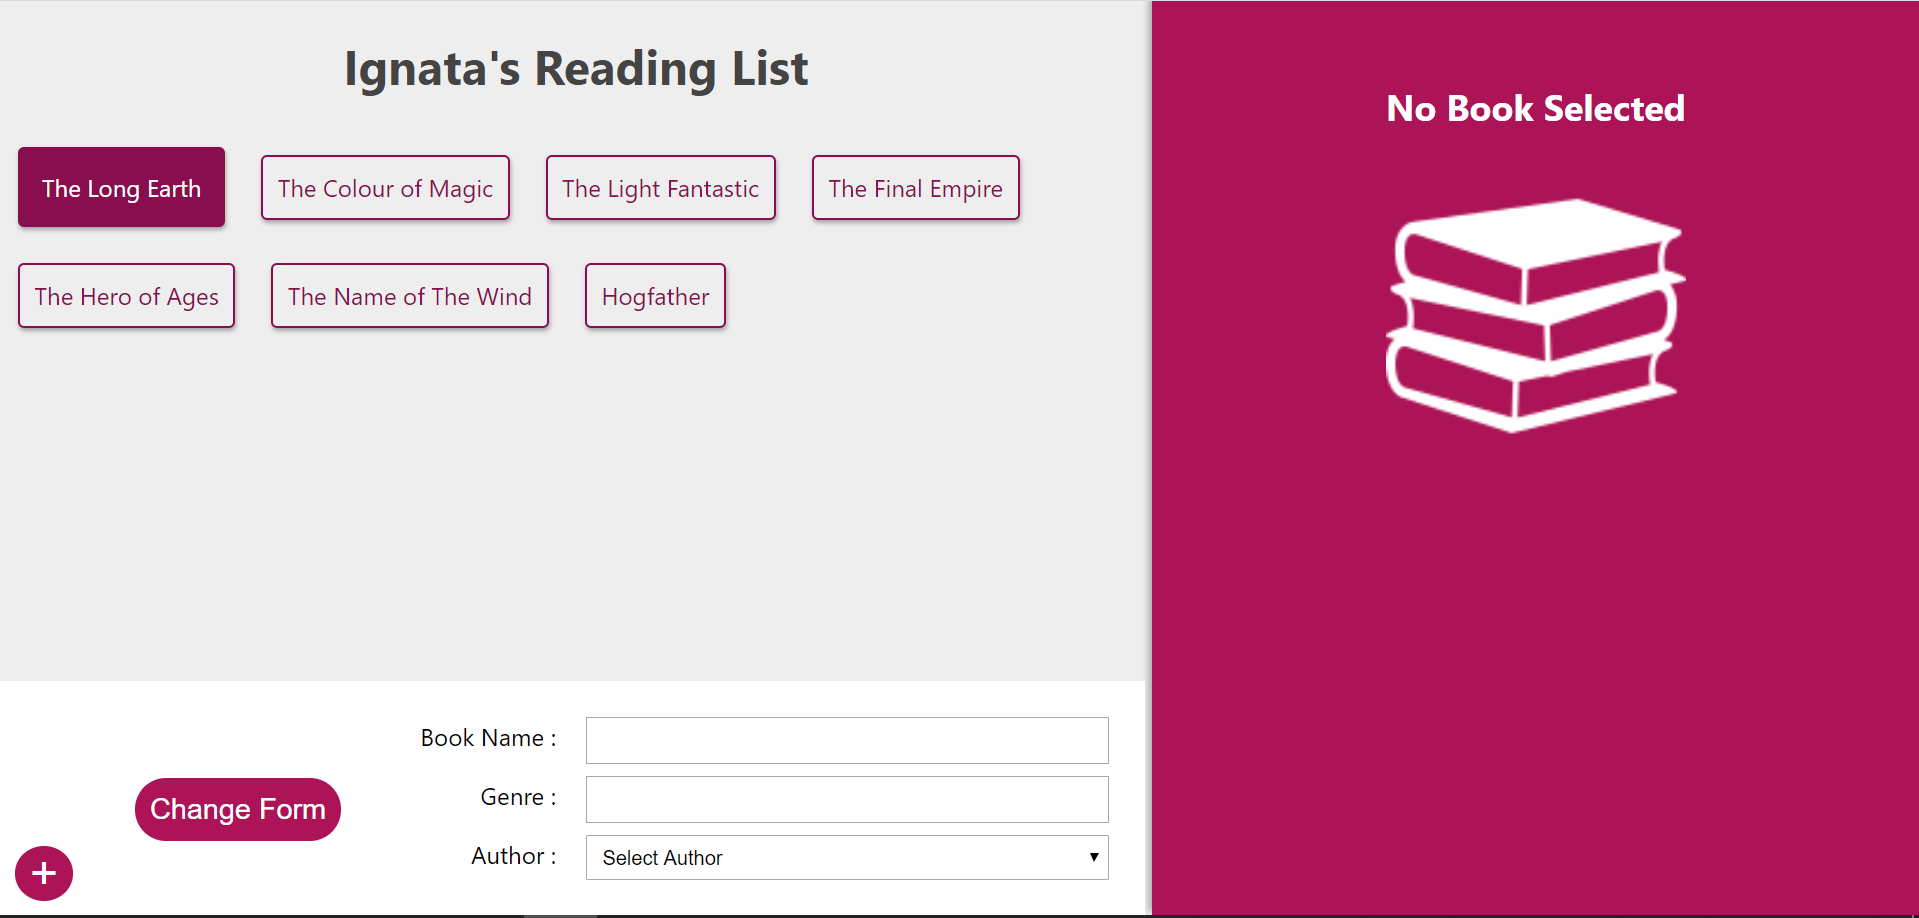 Ignata's Reading List
The Long Earth
The Colour of Magic
The Light Fantastic
The Final Empire
The Hero of Ages
The Name of The Wind
Hogfather
No Book Selected
Book Name :
Genre :
Author :
Select Author
Change Form
+